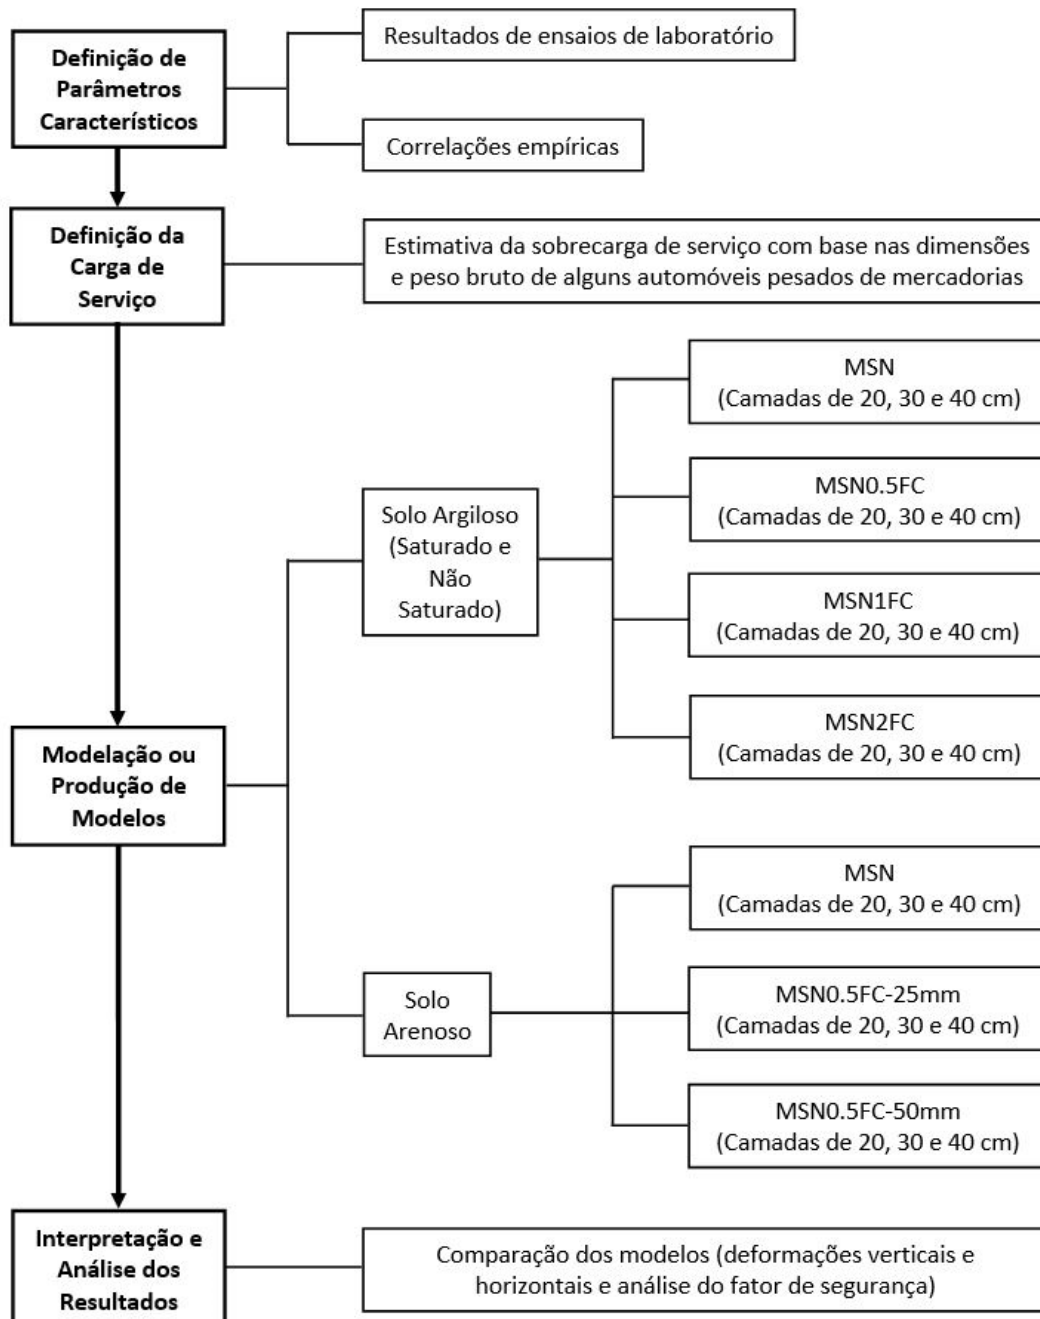 Definição de
Parâmetros
Característicos
Resultados de ensaios de laboratório
Correlações empíricas
Definição da
Carga de
Serviço
Estimativa da sobrecarga de serviço com base nas dimensões
e peso bruto de alguns automóveis pesados de mercadorias
Modelação ou
Produção de
Modelos
Solo Argiloso
(Saturado e
Não
Saturado)
MSN
(Camadas de 20, 30 e 40 cm)
MSN0.5FC
(Camadas de 20, 30 e 40 cm)
MSN1FC
(Camadas de 20, 30 e 40 cm)
MSN2FC
(Camadas de 20, 30 e 40 cm)
Solo
Arenoso
MSN
(Camadas de 20, 30 e 40 cm)
MSN0.5FC-25mm
(Camadas de 20, 30 e 40 cm)
MSN0.5FC-50mm
(Camadas de 20, 30 e 40 cm)
Interpretação e
Análise dos
Resultados
Comparação dos modelos (deformações verticais e
horizontais e análise do fator de segurança)